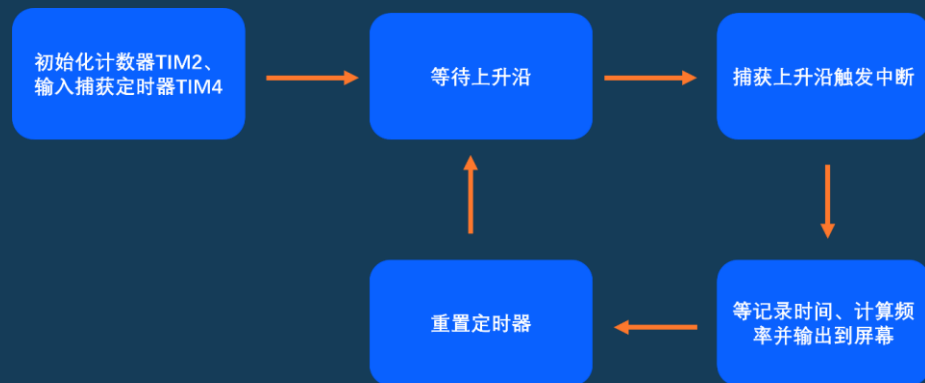 初始化计数器TIM2、
输入捕获定时器TIM4
等待上升沿
捕获上升沿触发中断
等记录时间、计算频
率并输出到屏幕
重置定时器